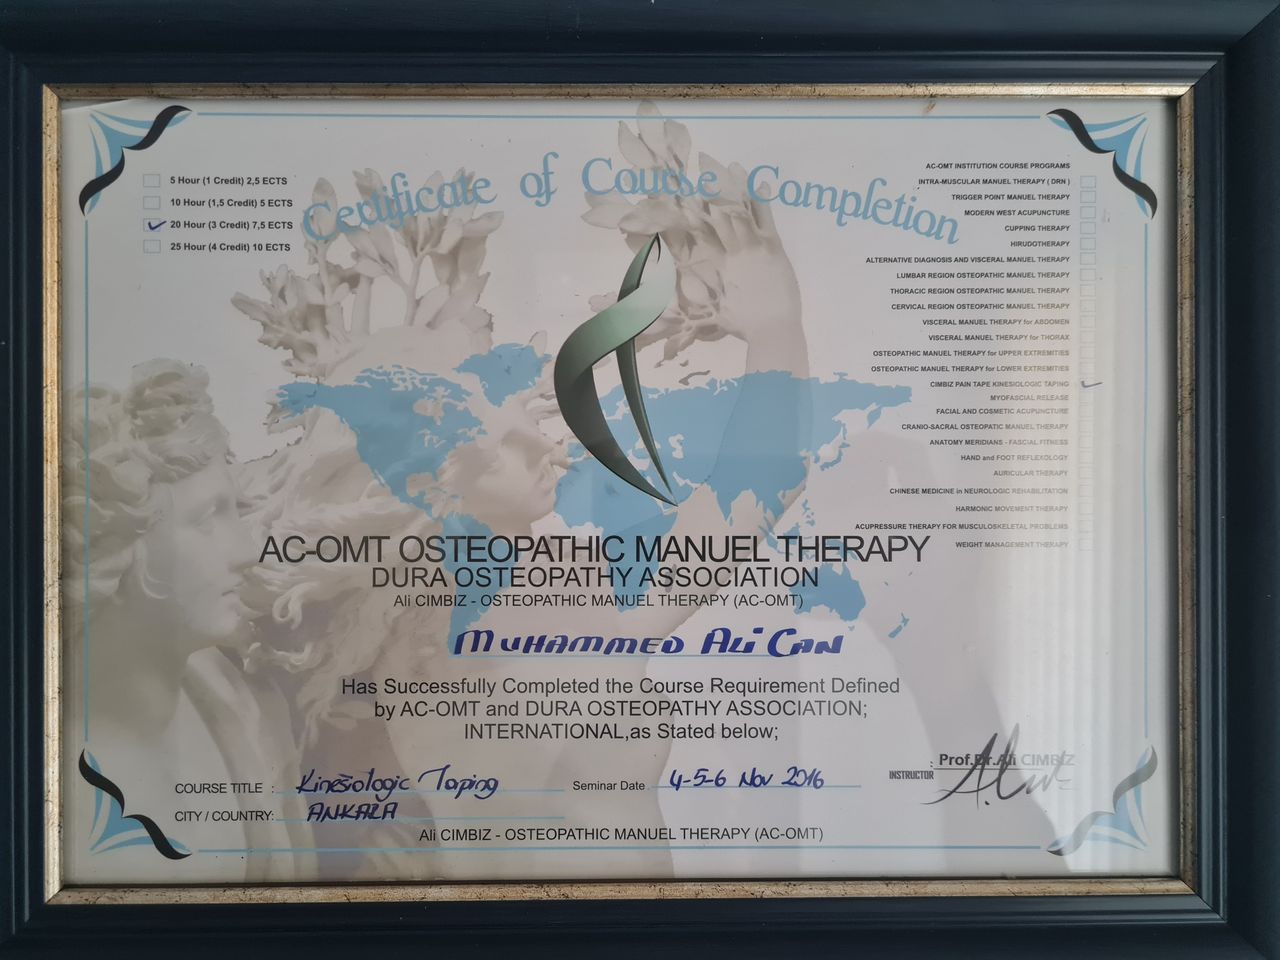 Certificate of Course Completion
5 Hour (1 Credit) 2,5 ECTS
10 Hour (1,5 Credit) 5 ECTS
20 Hour (3 Credit) 7,5 ECTS
25 Hour (4 Credit) 10 ECTS
AC-OMT INSTITUTION COURSE PROGRAMS
INTRA-MUSCULAR MANUEL THERAPY ( DRN )
TRIGGER POINT MANUEL THERAPY
MODERN WEST ACUPUNCTURE
CUPPING THERAPY
HIRUDOTHERAPY
ALTERNATIVE DIAGNOSIS AND VISCERAL MANUEL THERAPY
LUMBAR REGION OSTEOPATHIC MANUEL THERAPY
THORACIC REGION OSTEOPATHIC MANUEL THERAPY
CERVICAL REGION OSTEOPATHIC MANUEL THERAPY
VISCERAL MANUEL THERAPY for ABDOMEN
VISCERAL MANUEL THERAPY for THORAX
OSTEOPATHIC MANUEL THERAPY for UPPER EXTREMITIES
OSTEOPATHIC MANUEL THERAPY for LOWER EXTREMITIES
CIMBIZ PAIN TAPE KINESIOLOGIC TAPING
MYOFASCIAL RELEASE
FACIAL AND COSMETIC ACUPUNCTURE
CRANIO-SACRAL OSTEOPATIC MANUEL THERAPY
ANATOMY MERIDIANS - FASCIAL FITNESS
HAND and FOOT REFLEXOLOGY
AURICULAR THERAPY
CHINESE MEDICINE in NEUROLOGIC REHABILITATION
HARMONIC MOVEMENT THERAPY
ACUPRESSURE THERAPY FOR MUSCULOSKELETAL PROBLEMS
WEIGHT MANAGEMENT THERAPY
AC-OMT OSTEOPATHIC MANUEL THERAPY
DURA OSTEOPATHY ASSOCIATION
Ali CIMBIZ - OSTEOPATHIC MANUEL THERAPY (AC-OMT)
MUHAMMED ALİ CAN
Has Successfully Completed the Course Requirement Defined
by AC-OMT and DURA OSTEOPATHY ASSOCIATION;
INTERNATIONAL,as Stated below;
COURSE TITLE : Kinesiologic Taping Seminar Date : 4-5-6 Nov 2016
CITY / COUNTRY: ANKARA
INSTRUCTOR : Prof.Dr.Ali CIMBIZ
Ali CIMBIZ - OSTEOPATHIC MANUEL THERAPY (AC-OMT)